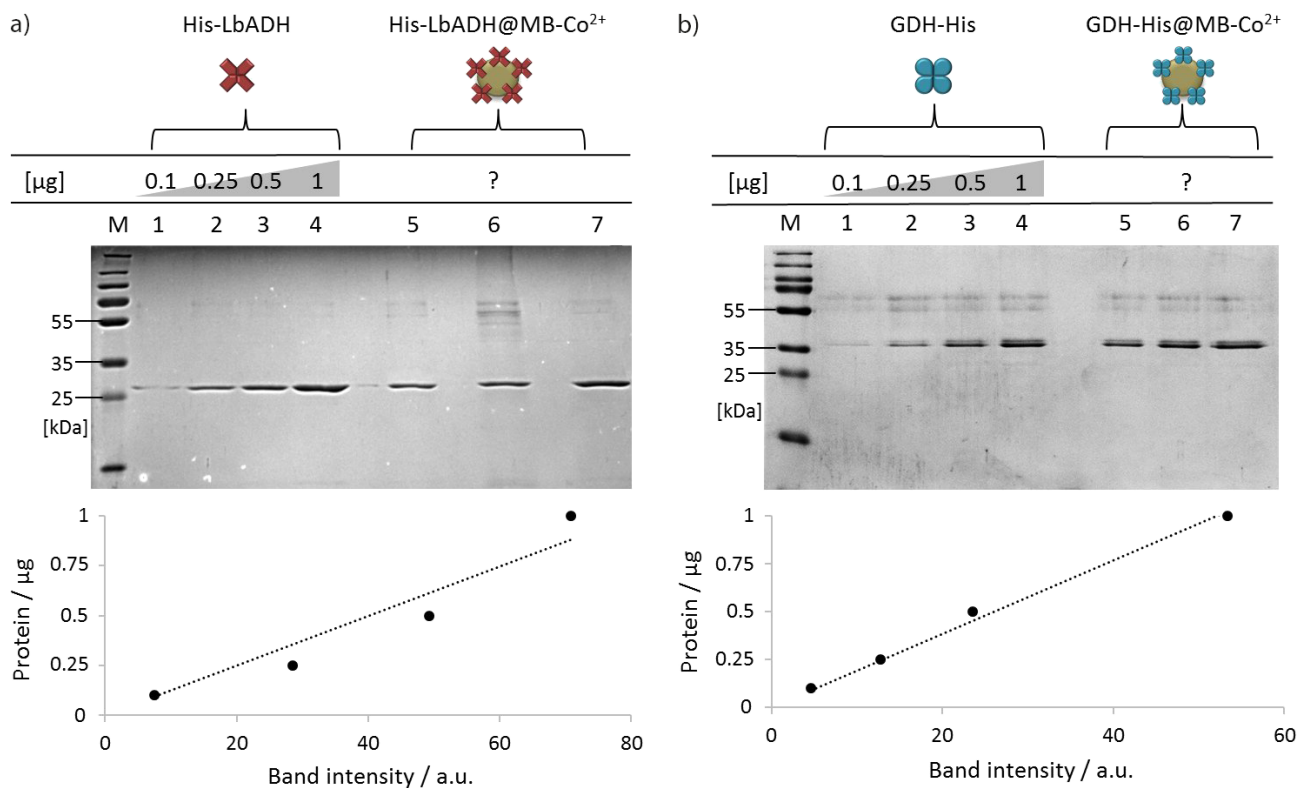 a)
His-LbADH His-LbADH@MB-Co²⁺
[µg] 0.1 0.25 0.5 1 ?
M 1 2 3 4 5 6 7
55
35
25
[kDa]
1
0.75
0.5
0.25
0
Protein / µg
0 20 40 60 80
Band intensity / a.u.
b)
GDH-His GDH-His@MB-Co²⁺
[µg] 0.1 0.25 0.5 1 ?
M 1 2 3 4 5 6 7
55
35
25
[kDa]
1
0.75
0.5
0.25
0
Protein / µg
0 20 40 60
Band intensity / a.u.